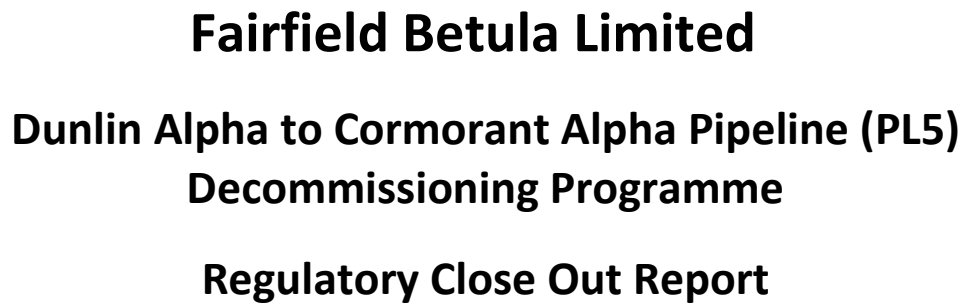 Fairfield Betula Limited
Dunlin Alpha to Cormorant Alpha Pipeline (PL5)
Decommissioning Programme
Regulatory Close Out Report